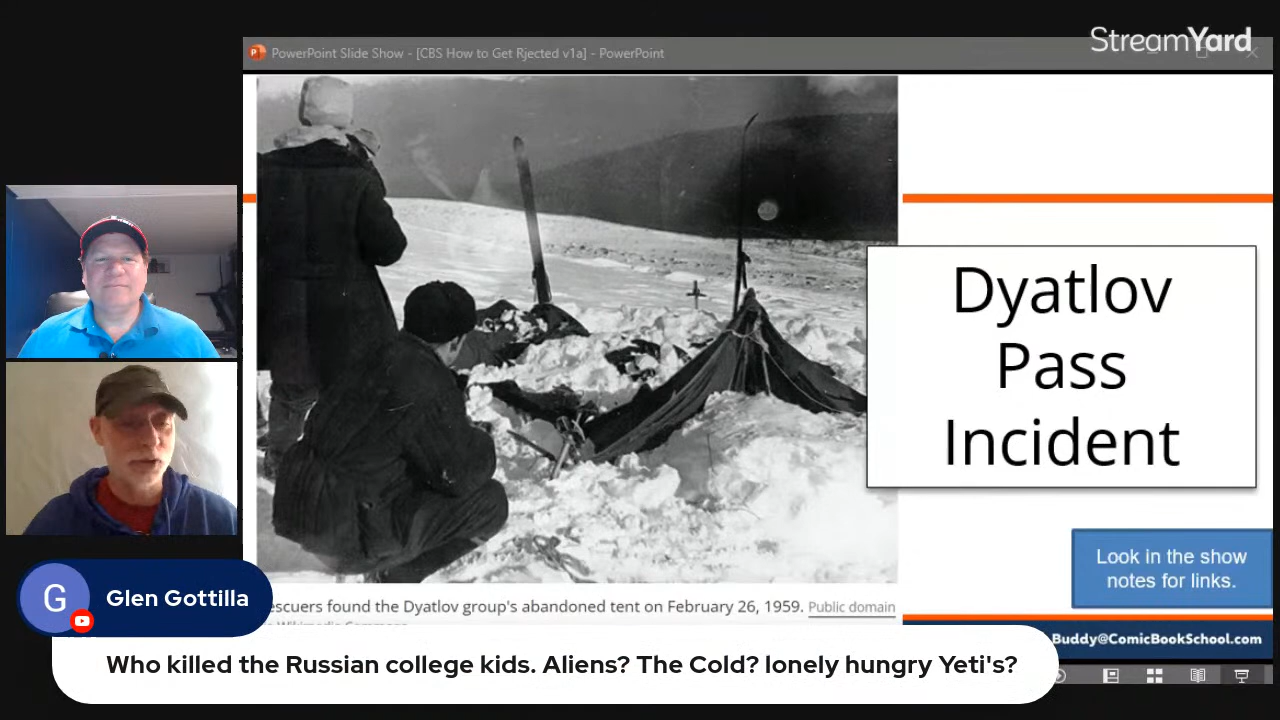 StreamYard
PowerPoint Slide Show - [CBS How to Get Rjected v1a] - PowerPoint
Dyatlov
Pass
Incident
Look in the show
notes for links.
escuers found the Dyatlov group's abandoned tent on February 26, 1959. Public domain
Wikimedia Commons
Buddy@ComicBookSchool.com
G
Glen Gottilla
Who killed the Russian college kids. Aliens? The Cold? lonely hungry Yeti's?